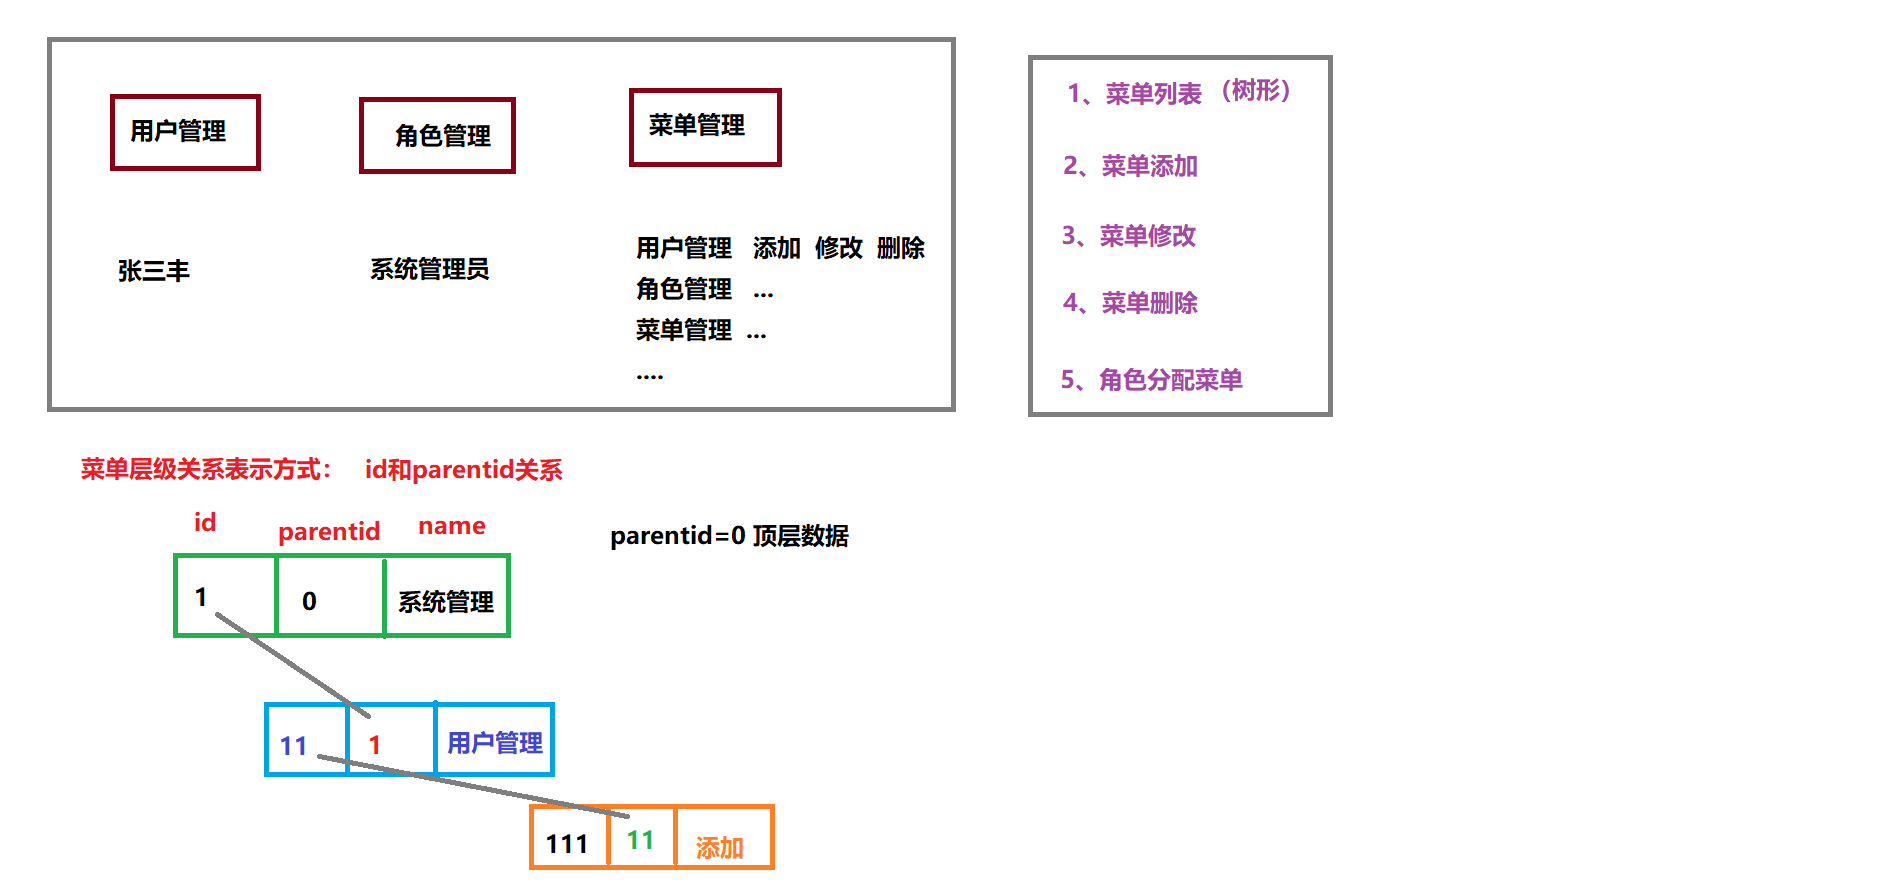 用户管理
角色管理
菜单管理
张三丰
系统管理员
用户管理 添加 修改 删除
角色管理 ...
菜单管理 ...
....
1、菜单列表 （树形）
2、菜单添加
3、菜单修改
4、菜单删除
5、角色分配菜单
菜单层级关系表示方式： id和parentid关系
id parentid name
parentid=0 顶层数据
1 0 系统管理
11 1 用户管理
111 11 添加